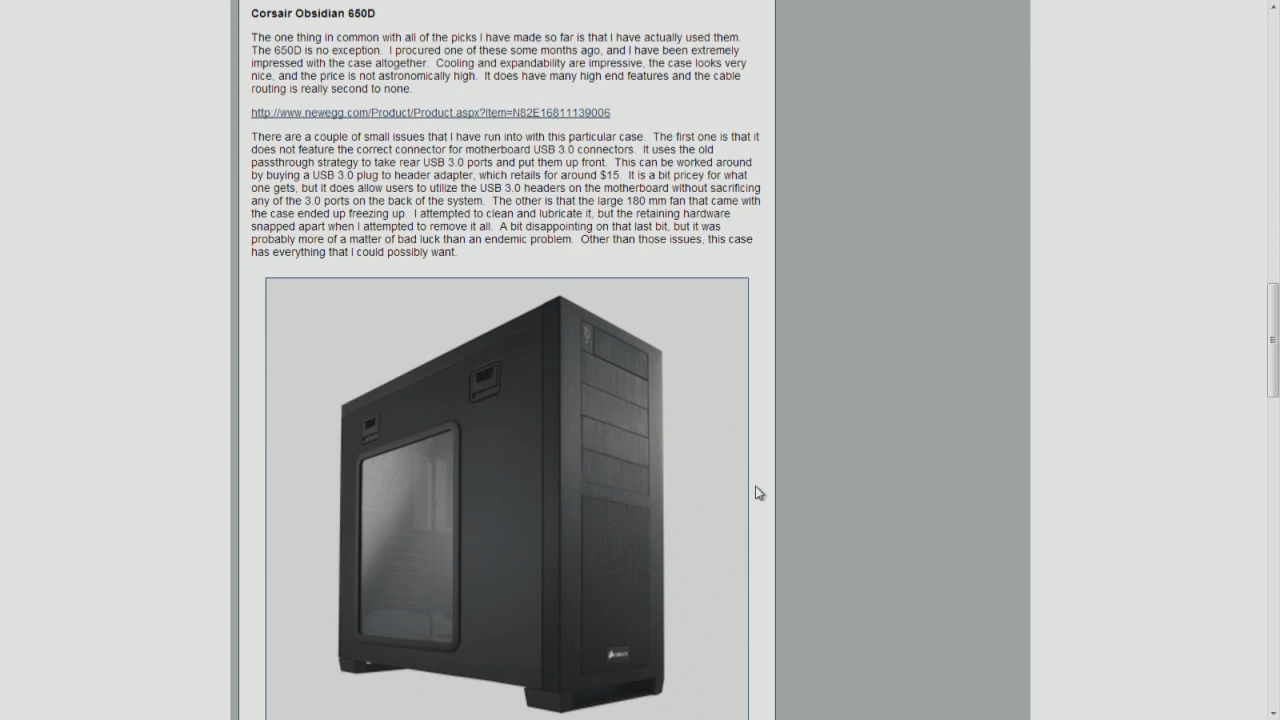 Corsair Obsidian 650D
The one thing in common with all of the picks I have made so far is that I have actually used them.
The 650D is no exception. I procured one of these some months ago, and I have been extremely
impressed with the case altogether. Cooling and expandability are impressive, the case looks very
nice, and the price is not astronomically high. It does have many high end features and the cable
routing is really second to none.
http://www.newegg.com/Product/Product.aspx?Item=N82E16811139006
There are a couple of small issues that I have run into with this particular case. The first one is that it
does not feature the correct connector for motherboard USB 3.0 connectors. It uses the old
passthrough strategy to take rear USB 3.0 ports and put them up front. This can be worked around
by buying a USB 3.0 plug to header adapter, which retails for around $15. It is a bit pricey for what
one gets, but it does allow users to utilize the USB 3.0 headers on the motherboard without sacrificing
any of the 3.0 ports on the back of the system. The other is that the large 180 mm fan that came with
the case ended up freezing up. I attempted to clean and lubricate it, but the retaining hardware
snapped apart when I attempted to remove it all. A bit disappointing on that last bit, but it was
probably more of a matter of bad luck than an endemic problem. Other than those issues, this case
has everything that I could possibly want.